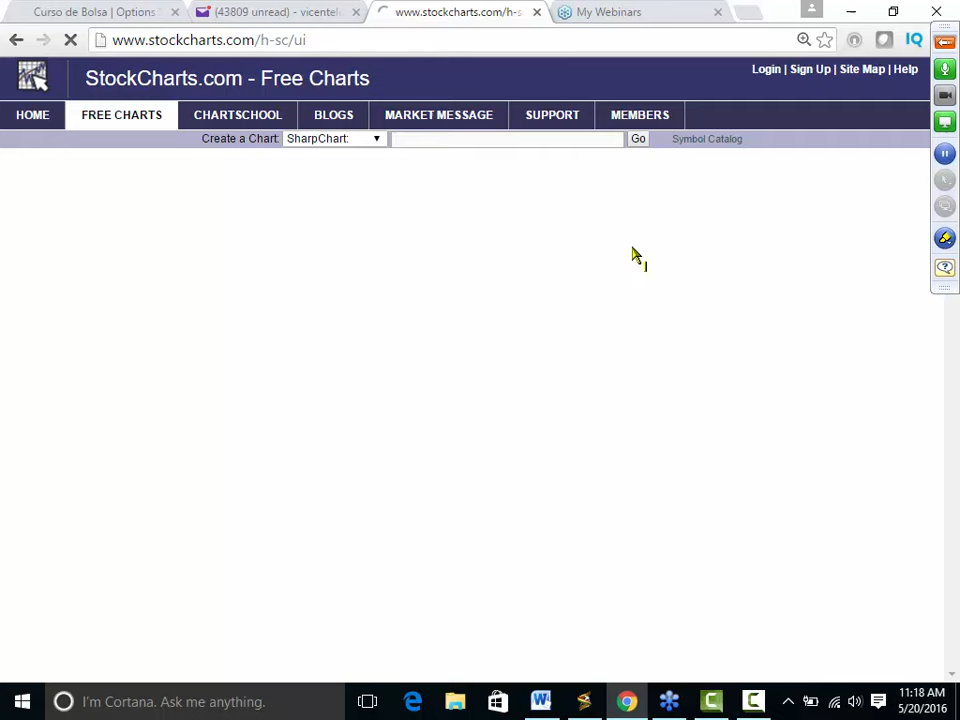 Curso de Bolsa | Options
(43809 unread) - vicentel
www.stockcharts.com/h-s
My Webinars
www.stockcharts.com/h-sc/ui
IQ
StockCharts.com - Free Charts
Login | Sign Up | Site Map | Help
HOME
FREE CHARTS
CHARTSCHOOL
BLOGS
MARKET MESSAGE
SUPPORT
MEMBERS
Create a Chart: SharpChart: Go Symbol Catalog
I'm Cortana. Ask me anything.
11:18 AM
5/20/2016